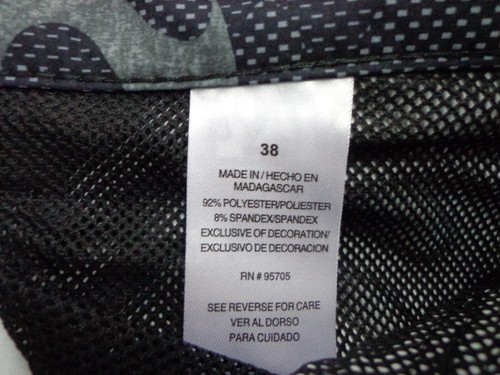 38
MADE IN / HECHO EN
MADAGASCAR
92% POLYESTER/POLIESTER
8% SPANDEX/SPANDEX
EXCLUSIVE OF DECORATION/
EXCLUSIVO DE DECORACION
RN # 95705
SEE REVERSE FOR CARE
VER AL DORSO
PARA CUIDADO